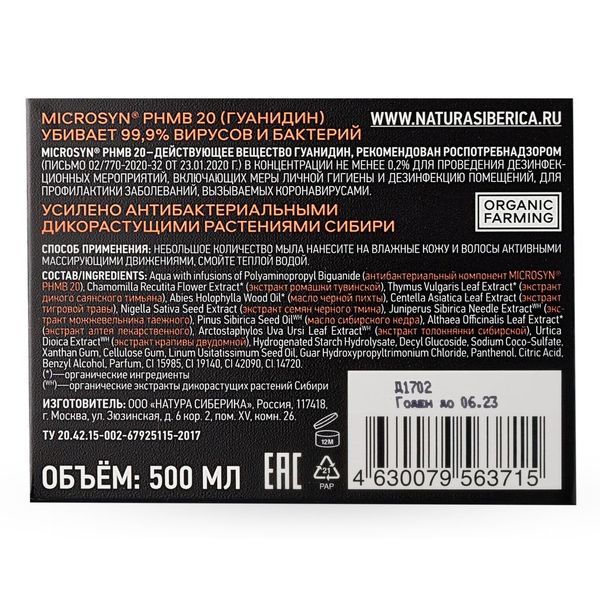 MICROSYN® PHMB 20 (ГУАНИДИН)
УБИВАЕТ 99,9% ВИРУСОВ И БАКТЕРИЙ
WWW.NATURASIBERICA.RU
MICROSYN® PHMB 20–ДЕЙСТВУЮЩЕЕ ВЕЩЕСТВО ГУАНИДИН, РЕКОМЕНДОВАН РОСПОТРЕБНАДЗОРОМ
(ПИСЬМО 02/770-2020-32 ОТ 23.01.2020 Г.) В КОНЦЕНТРАЦИИ НЕ МЕНЕЕ 0,2% ДЛЯ ПРОВЕДЕНИЯ ДЕЗИНФЕК-
ЦИОННЫХ МЕРОПРИЯТИЙ, ВКЛЮЧАЮЩИХ МЕРЫ ЛИЧНОЙ ГИГИЕНЫ И ДЕЗИНФЕКЦИЮ ПОМЕЩЕНИЙ, ДЛЯ
ПРОФИЛАКТИКИ ЗАБОЛЕВАНИЙ, ВЫЗЫВАЕМЫХ КОРОНАВИРУСАМИ.
УСИЛЕНО АНТИБАКТЕРИАЛЬНЫМИ
ДИКОРАСТУЩИМИ РАСТЕНИЯМИ СИБИРИ
ORGANIC
FARMING
СПОСОБ ПРИМЕНЕНИЯ: НЕБОЛЬШОЕ КОЛИЧЕСТВО МЫЛА НАНЕСИТЕ НА ВЛАЖНЫЕ КОЖУ И ВОЛОСЫ АКТИВНЫМИ
МАССИРУЮЩИМИ ДВИЖЕНИЯМИ, СМОЙТЕ ТЕПЛОЙ ВОДОЙ.
СОСТАВ/INGREDIENTS: Aqua with infusions of Polyaminopropyl Biguanide (антибактериальный компонент MICROSYN®
PHMB 20), Chamomilla Recutita Flower Extract* (экстракт ромашки тувинской), Thymus Vulgaris Leaf Extract* (экстракт
дикого саянского тимьяна), Abies Holophylla Wood Oil* (масло черной пихты), Centella Asiatica Leaf Extract (экстракт
тигровой травы), Nigella Sativa Seed Extract (экстракт семян черного тмина), Juniperus Sibirica Needle Extract ᵂᴴ (экс-
тракт можжевельника таежного), Pinus Sibirica Seed Oil ᵂᴴ (масло сибирского кедра), Althaea Officinalis Leaf Extract*
(экстракт алтея лекарственного), Arctostaphylos Uva Ursi Leaf Extract ᵂᴴ (экстракт толокнянки сибирской), Urtica
Dioica Extract ᵂᴴ (экстракт крапивы двудомной), Hydrogenated Starch Hydrolysate, Decyl Glucoside, Sodium Coco-Sulfate,
Xanthan Gum, Cellulose Gum, Linum Usitatissimum Seed Oil, Guar Hydroxypropyltrimonium Chloride, Panthenol, Citric Acid,
Benzyl Alcohol, Parfum, CI 15985, CI 19140, CI 42090, CI 14720.
(*)—органические ингредиенты
(ᵂᴴ)—органические экстракты дикорастущих растений Сибири
ИЗГОТОВИТЕЛЬ: ООО «НАТУРА СИБЕРИКА», Россия, 117418,
г. Москва, ул. Зюзинская, д. 6 кор. 2, пом. XV, комн. 26.
ТУ 20.42.15-002-67925115-2017
ОБЪЁМ: 500 МЛ
EAC
12M
21
PAP
Д1702
Годен до 06.23
4 630079 563715